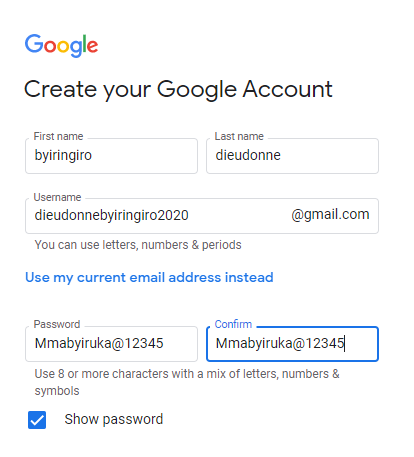 Google
Create your Google Account
First name
byiringiro
Last name
dieudonne
Username
dieudonnebyiringiro2020 @gmail.com
You can use letters, numbers & periods
Use my current email address instead
Password
Mmabyiruka@12345
Confirm
Mmabyiruka@12345
Use 8 or more characters with a mix of letters, numbers &
symbols
Show password